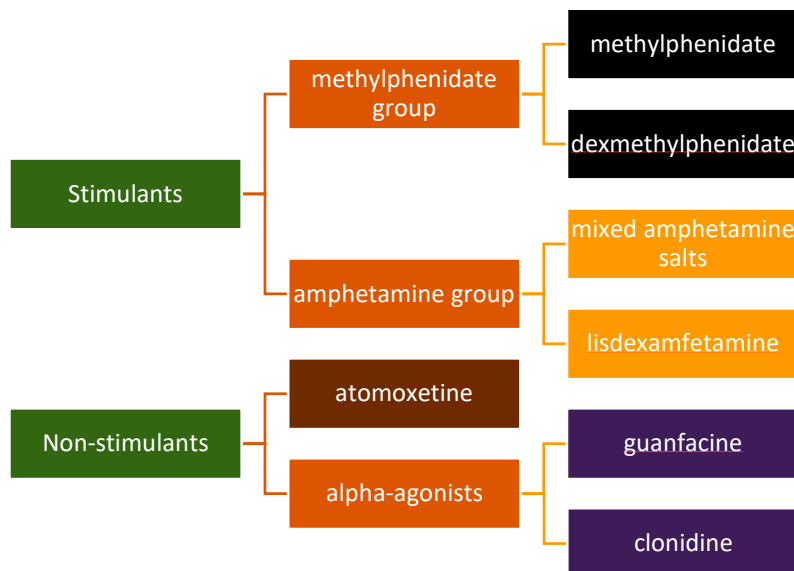 methylphenidate
methylphenidate
group
dexmethylphenidate
Stimulants
mixed amphetamine
salts
amphetamine group
lisdexamfetamine
atomoxetine
Non-stimulants
guanfacine
alpha-agonists
clonidine